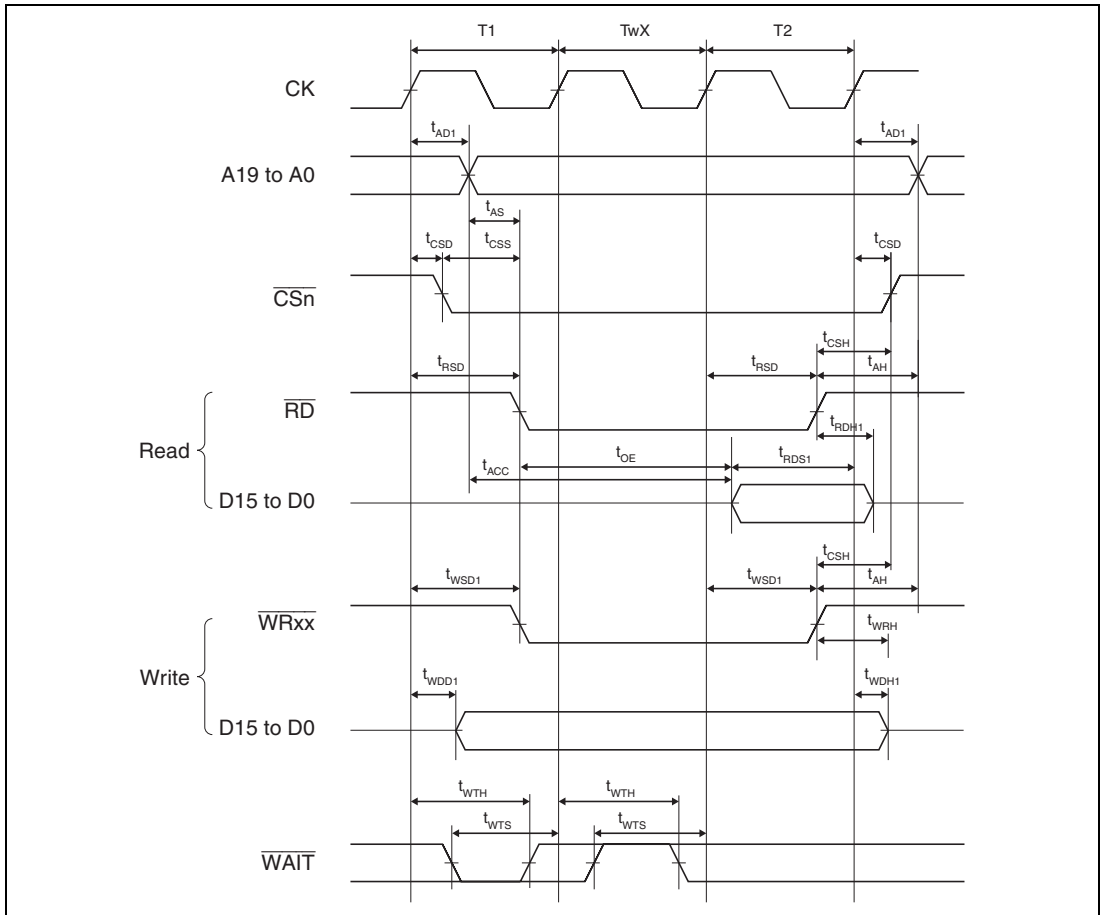 T1 TwX T2
CK
tAD1 tAD1
A19 to A0
tAS
tCSD tCSS tCSD
CSn
tCSH
tRSD tRSD tAH
RD
tRDH1
Read
tOE tRDS1
tACC
D15 to D0
tCSH
tWSD1 tWSD1 tAH
WRxx
tWRH
Write
tWDD1 tWDH1
D15 to D0
tWTH tWTH
tWTS tWTS
WAIT